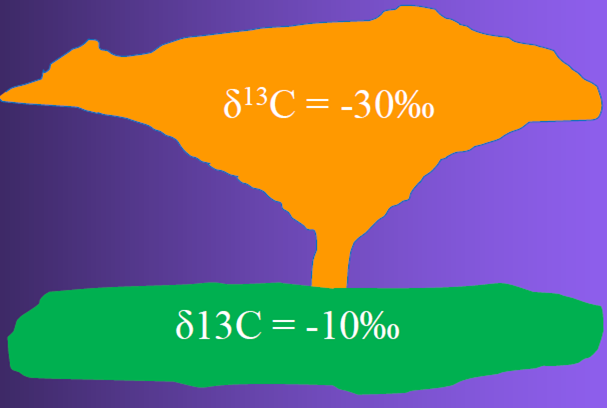 δ¹³C = -30‰
δ13C = -10‰